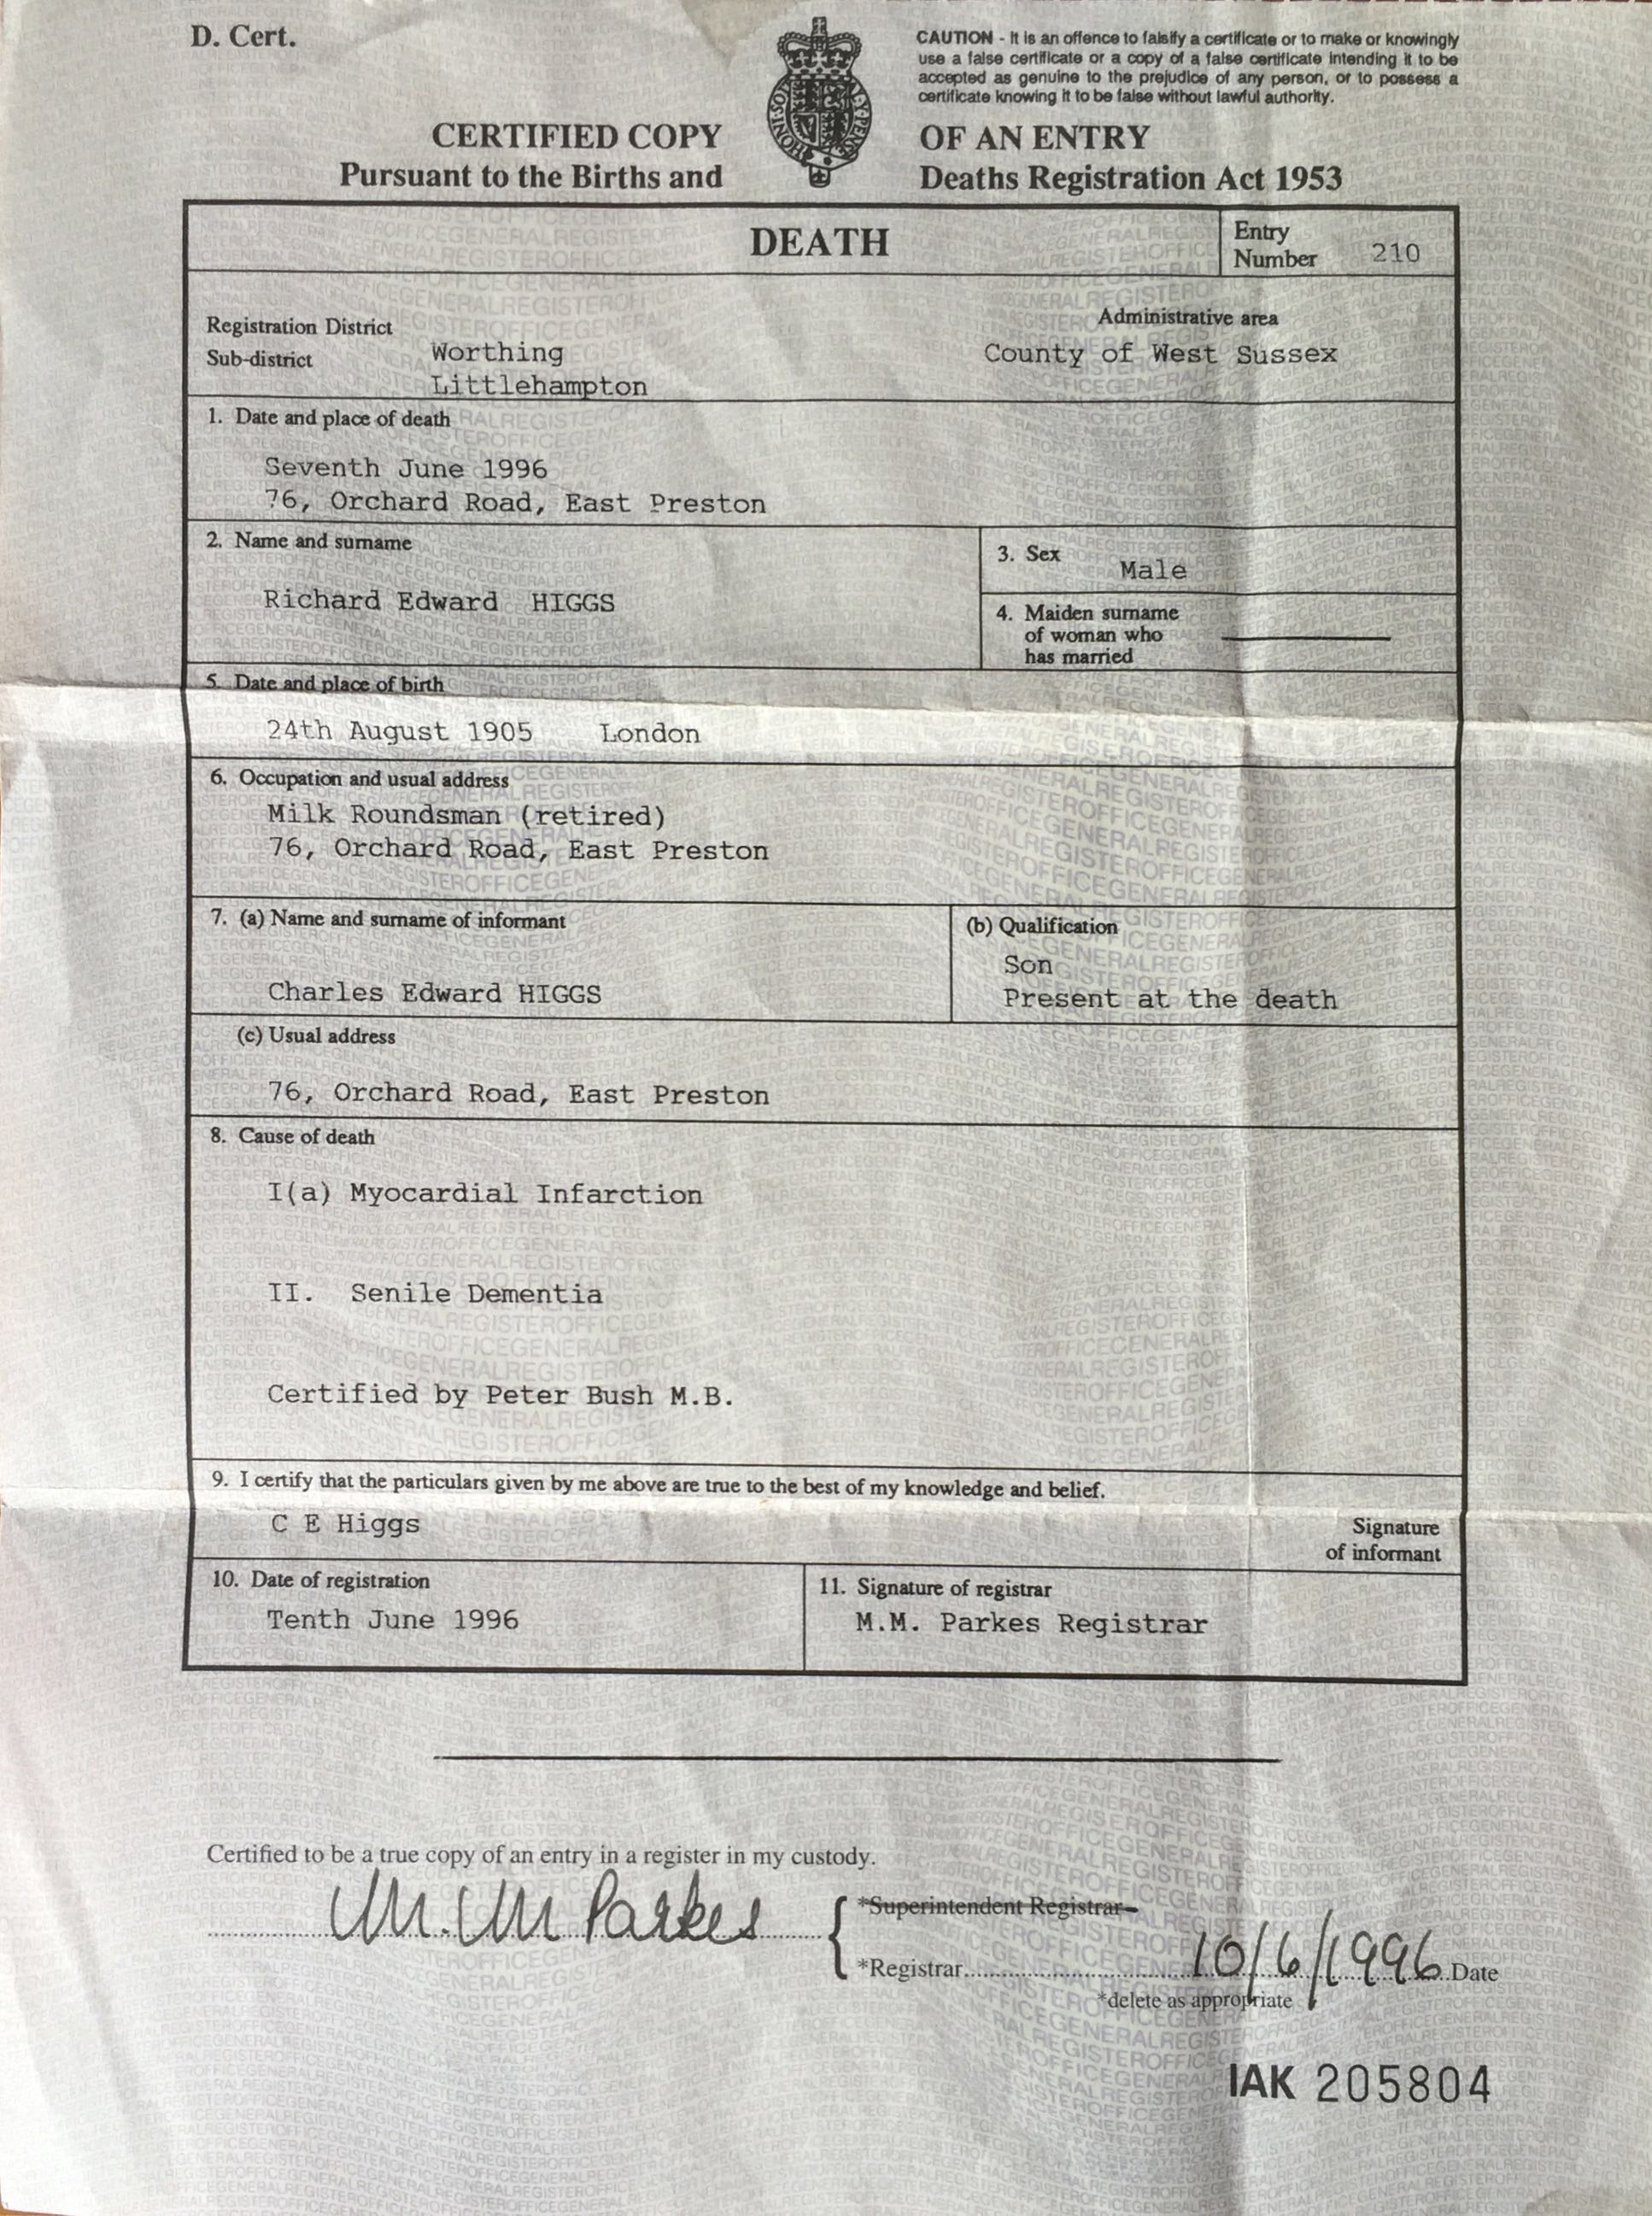 D. Cert.
CAUTION - It is an offence to falsify a certificate or to make or knowingly
use a false certificate or a copy of a false certificate intending it to be
accepted as genuine to the prejudice of any person, or to possess a
certificate knowing it to be false without lawful authority.
CERTIFIED COPY OF AN ENTRY
Pursuant to the Births and Deaths Registration Act 1953
DEATH
Entry
Number 210
Registration District
Administrative area
Sub-district
Worthing
County of West Sussex
Littlehampton
1. Date and place of death
Seventh June 1996
76, Orchard Road, East Preston
2. Name and surname
Richard Edward HIGGS
3. Sex
Male
4. Maiden surname
of woman who
has married
5. Date and place of birth
24th August 1905 London
6. Occupation and usual address
Milk Roundsman (retired)
76, Orchard Road, East Preston
7. (a) Name and surname of informant
Charles Edward HIGGS
(b) Qualification
Son
Present at the death
(c) Usual address
76, Orchard Road, East Preston
8. Cause of death
I(a) Myocardial Infarction
II. Senile Dementia
Certified by Peter Bush M.B.
9. I certify that the particulars given by me above are true to the best of my knowledge and belief.
C E Higgs
Signature
of informant
10. Date of registration
Tenth June 1996
11. Signature of registrar
M.M. Parkes Registrar
Certified to be a true copy of an entry in a register in my custody.
M.M Parkes
*Superintendent Registrar
*Registrar 10/6/1996 Date
*delete as appropriate
IAK 205804